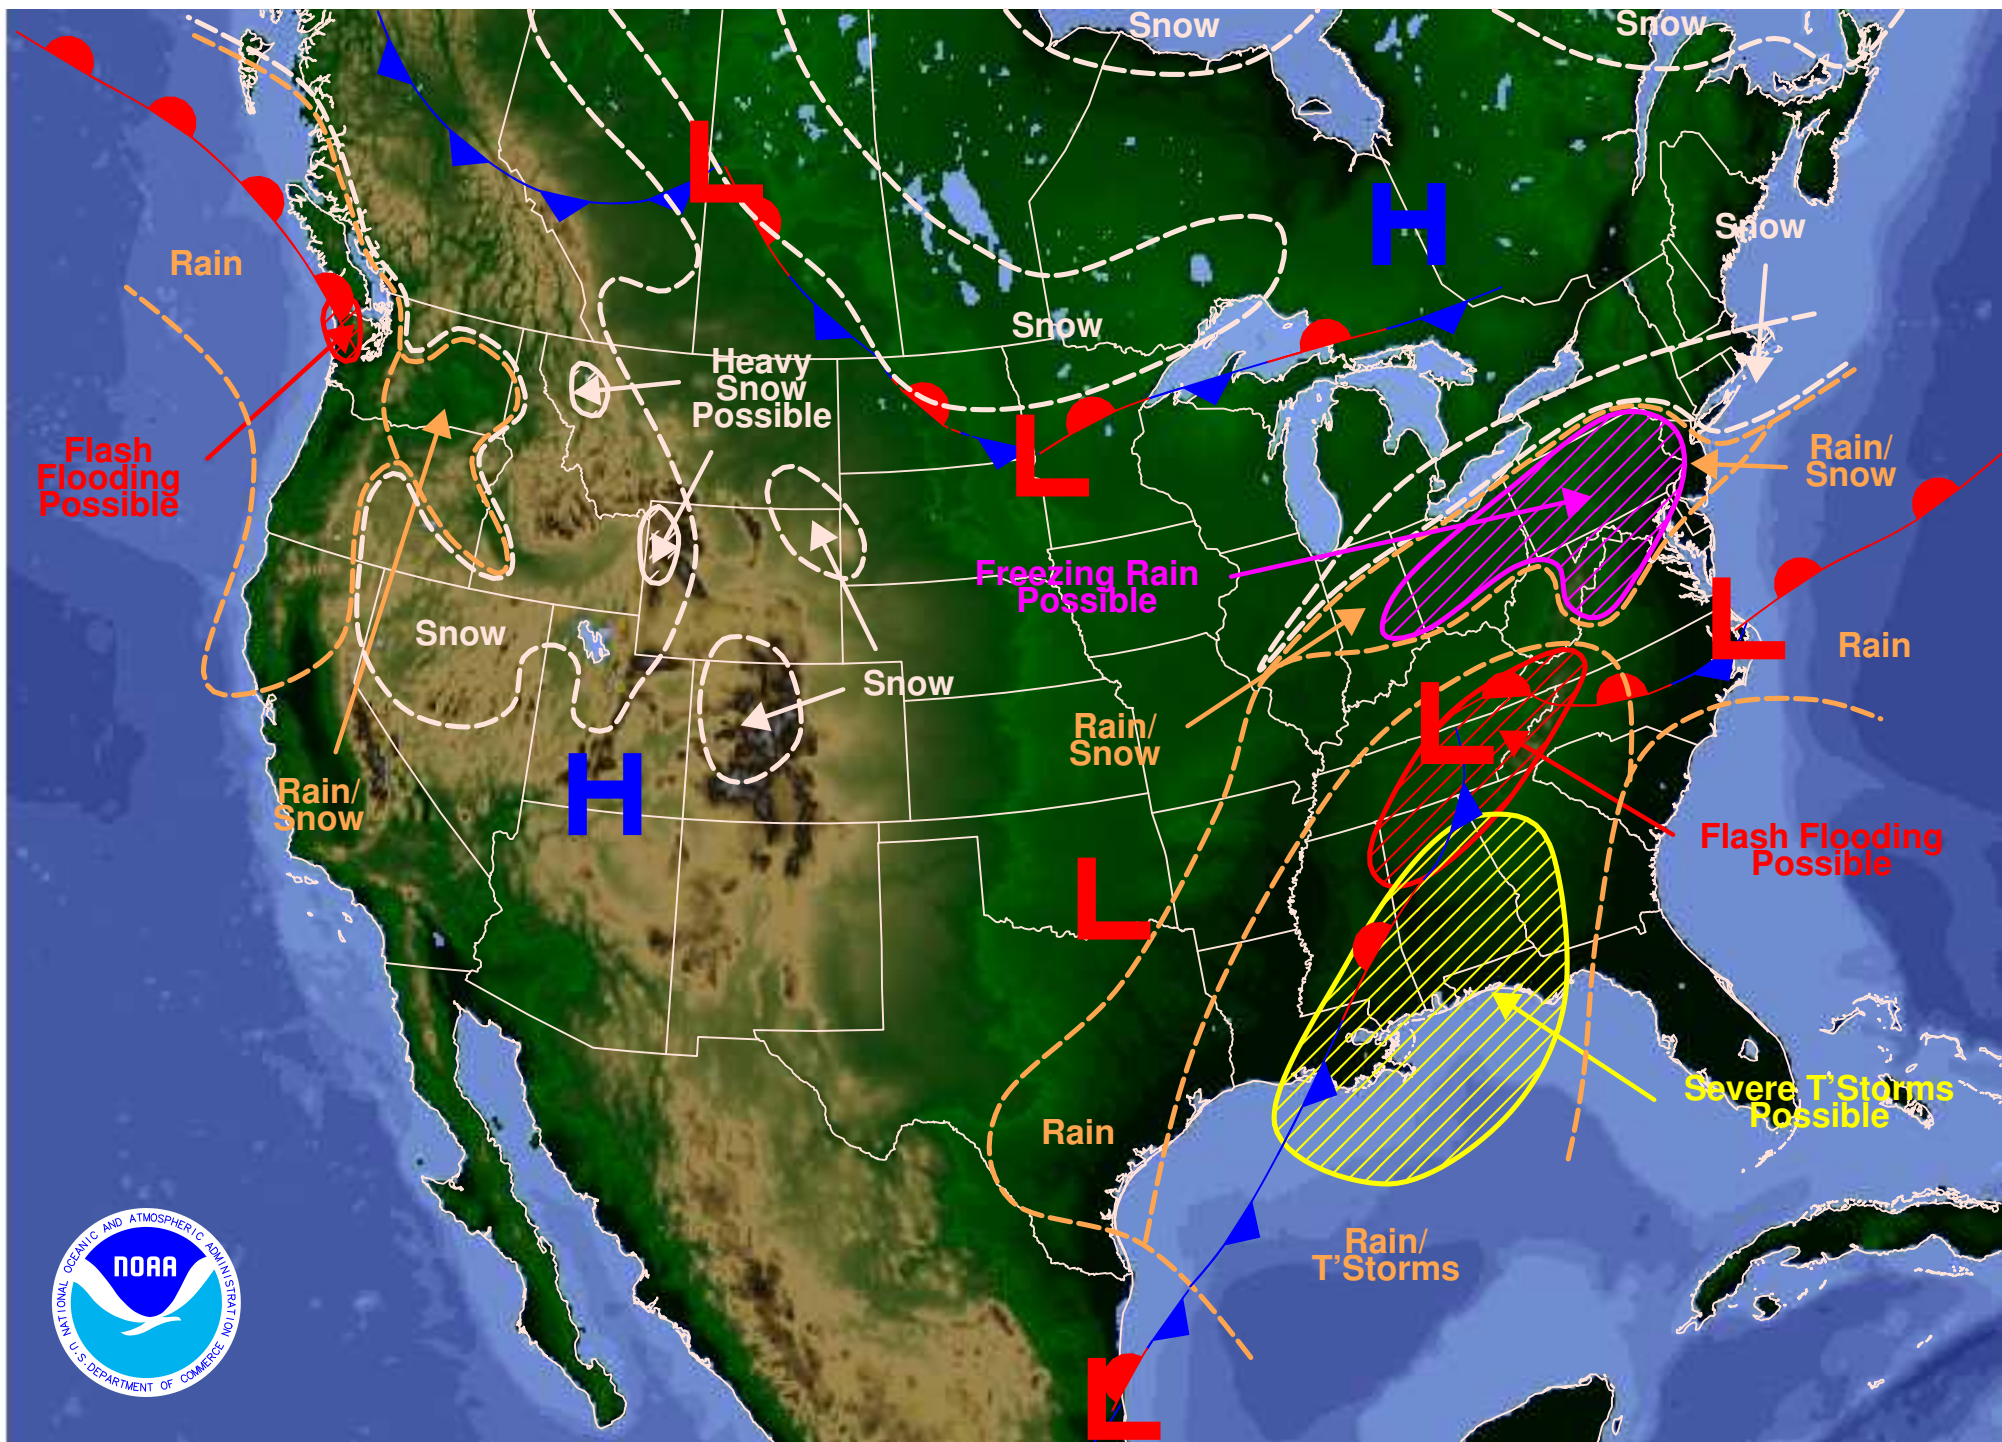 Snow
Snow
L
H
Snow
Rain
Snow
Heavy
Snow
Possible
L
Flash
Flooding
Possible
Rain/
Snow
Freezing Rain
Possible
L
Snow
Rain
Snow
L
Rain/
Snow
H
Rain/
Snow
Flash Flooding
Possible
L
Severe T'Storms
Possible
Rain
Rain/
T'Storms
L
NATIONAL OCEANIC AND ATMOSPHERIC ADMINISTRATION
NOAA
U.S. DEPARTMENT OF COMMERCE